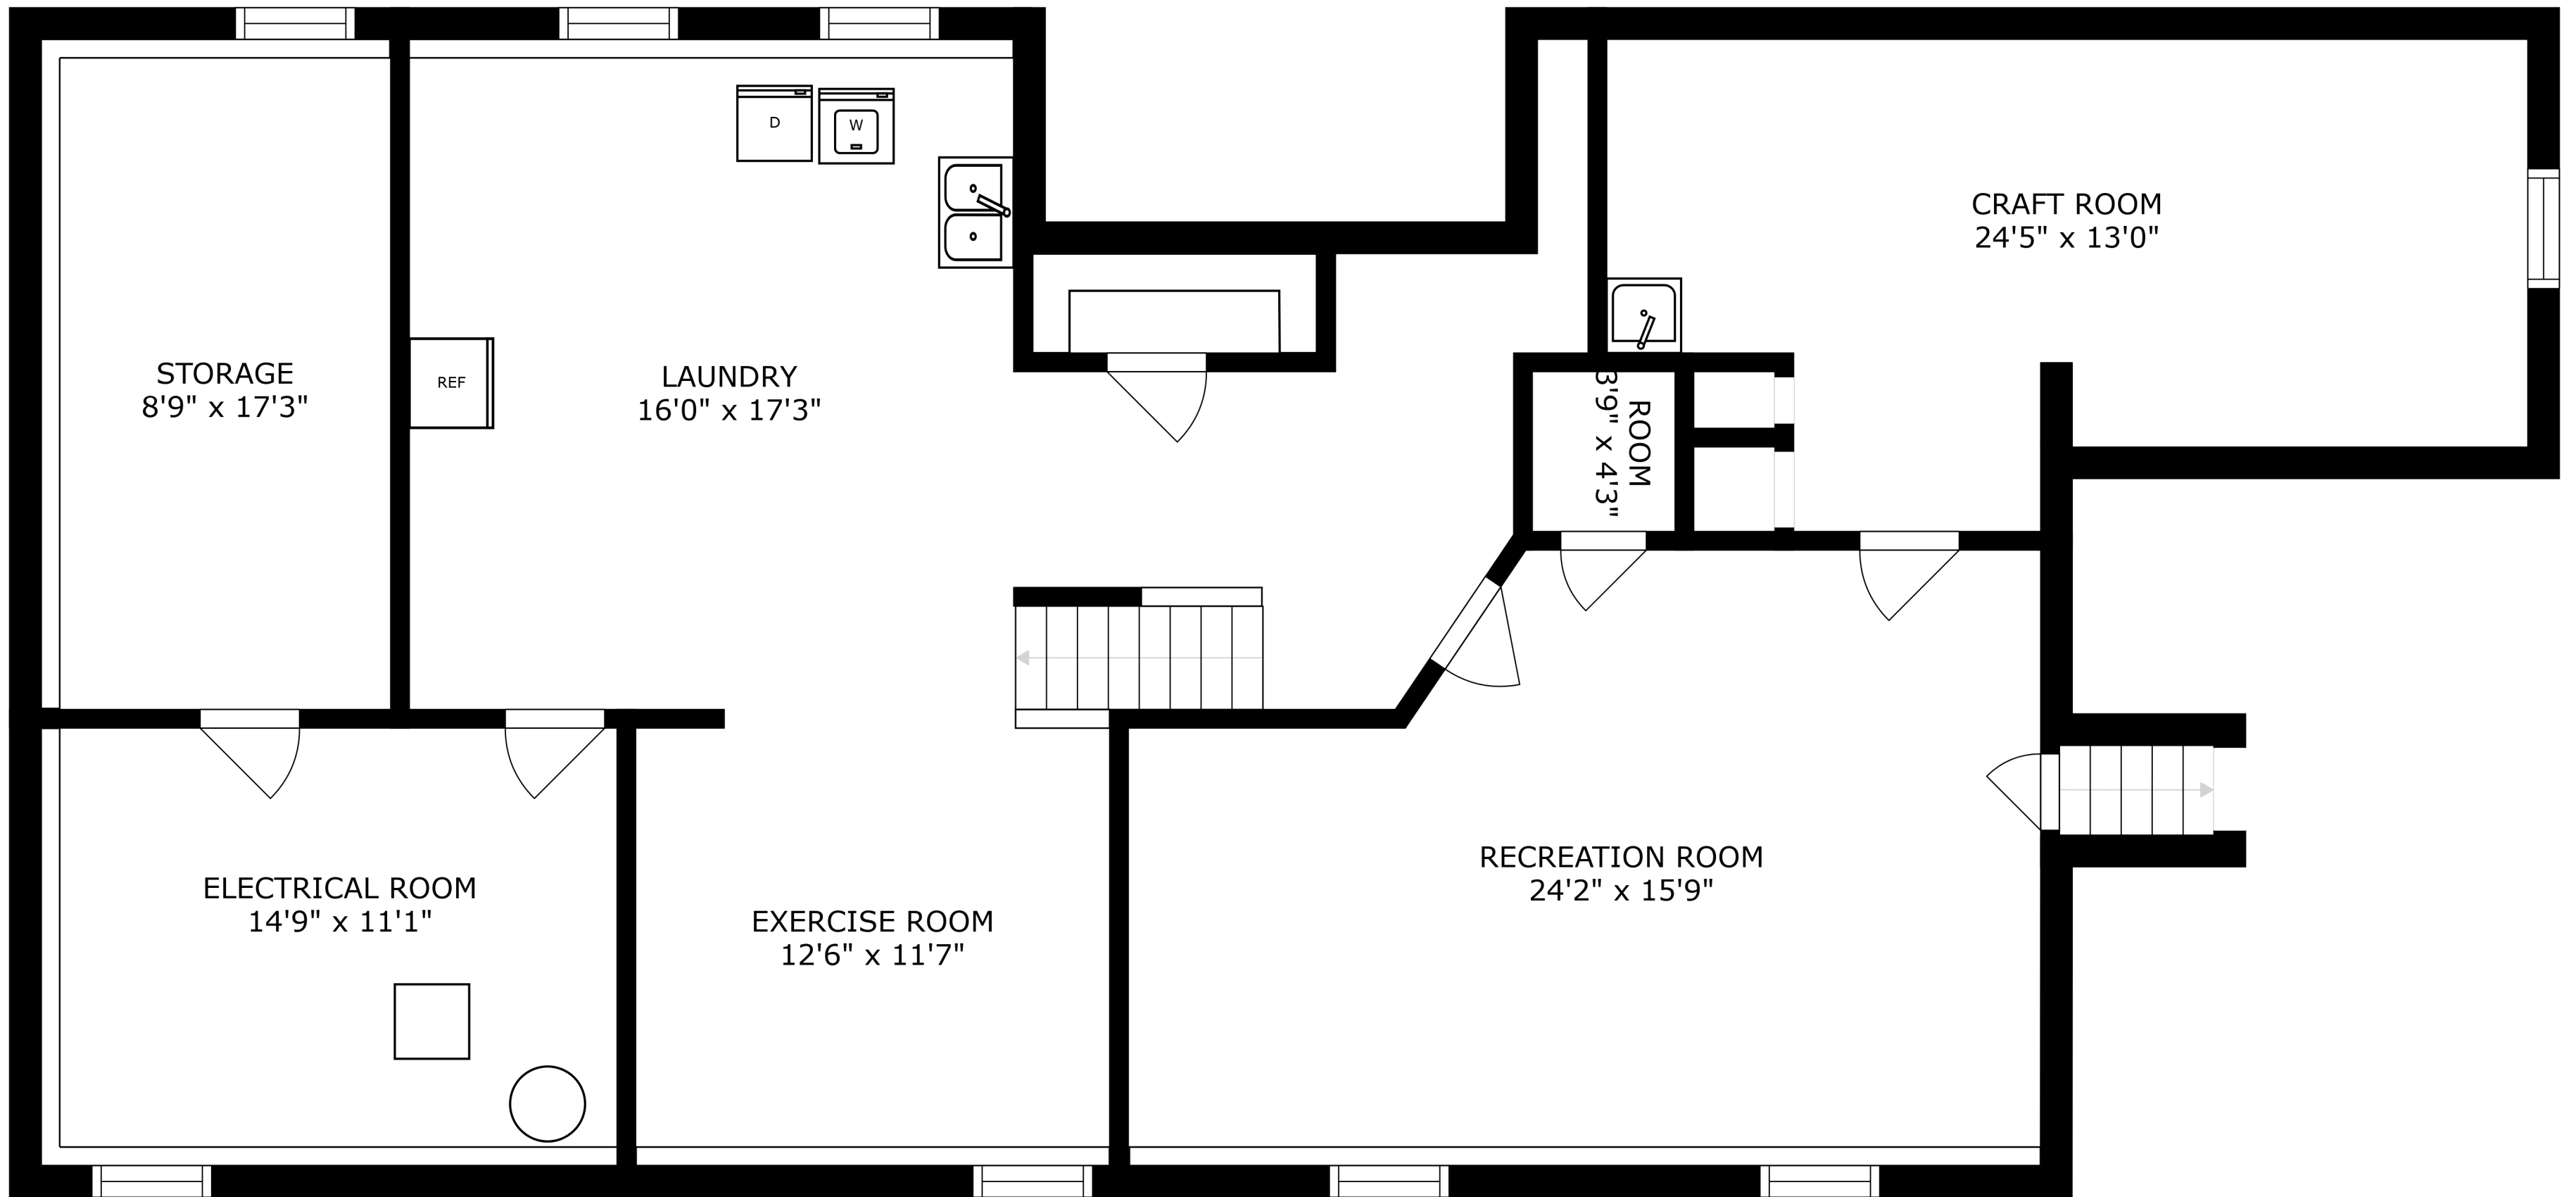 D
W
CRAFT ROOM
24'5" x 13'0"
STORAGE
8'9" x 17'3"
REF
LAUNDRY
16'0" x 17'3"
ROOM
3'9" x 4'3"
ELECTRICAL ROOM
14'9" x 11'1"
EXERCISE ROOM
12'6" x 11'7"
RECREATION ROOM
24'2" x 15'9"